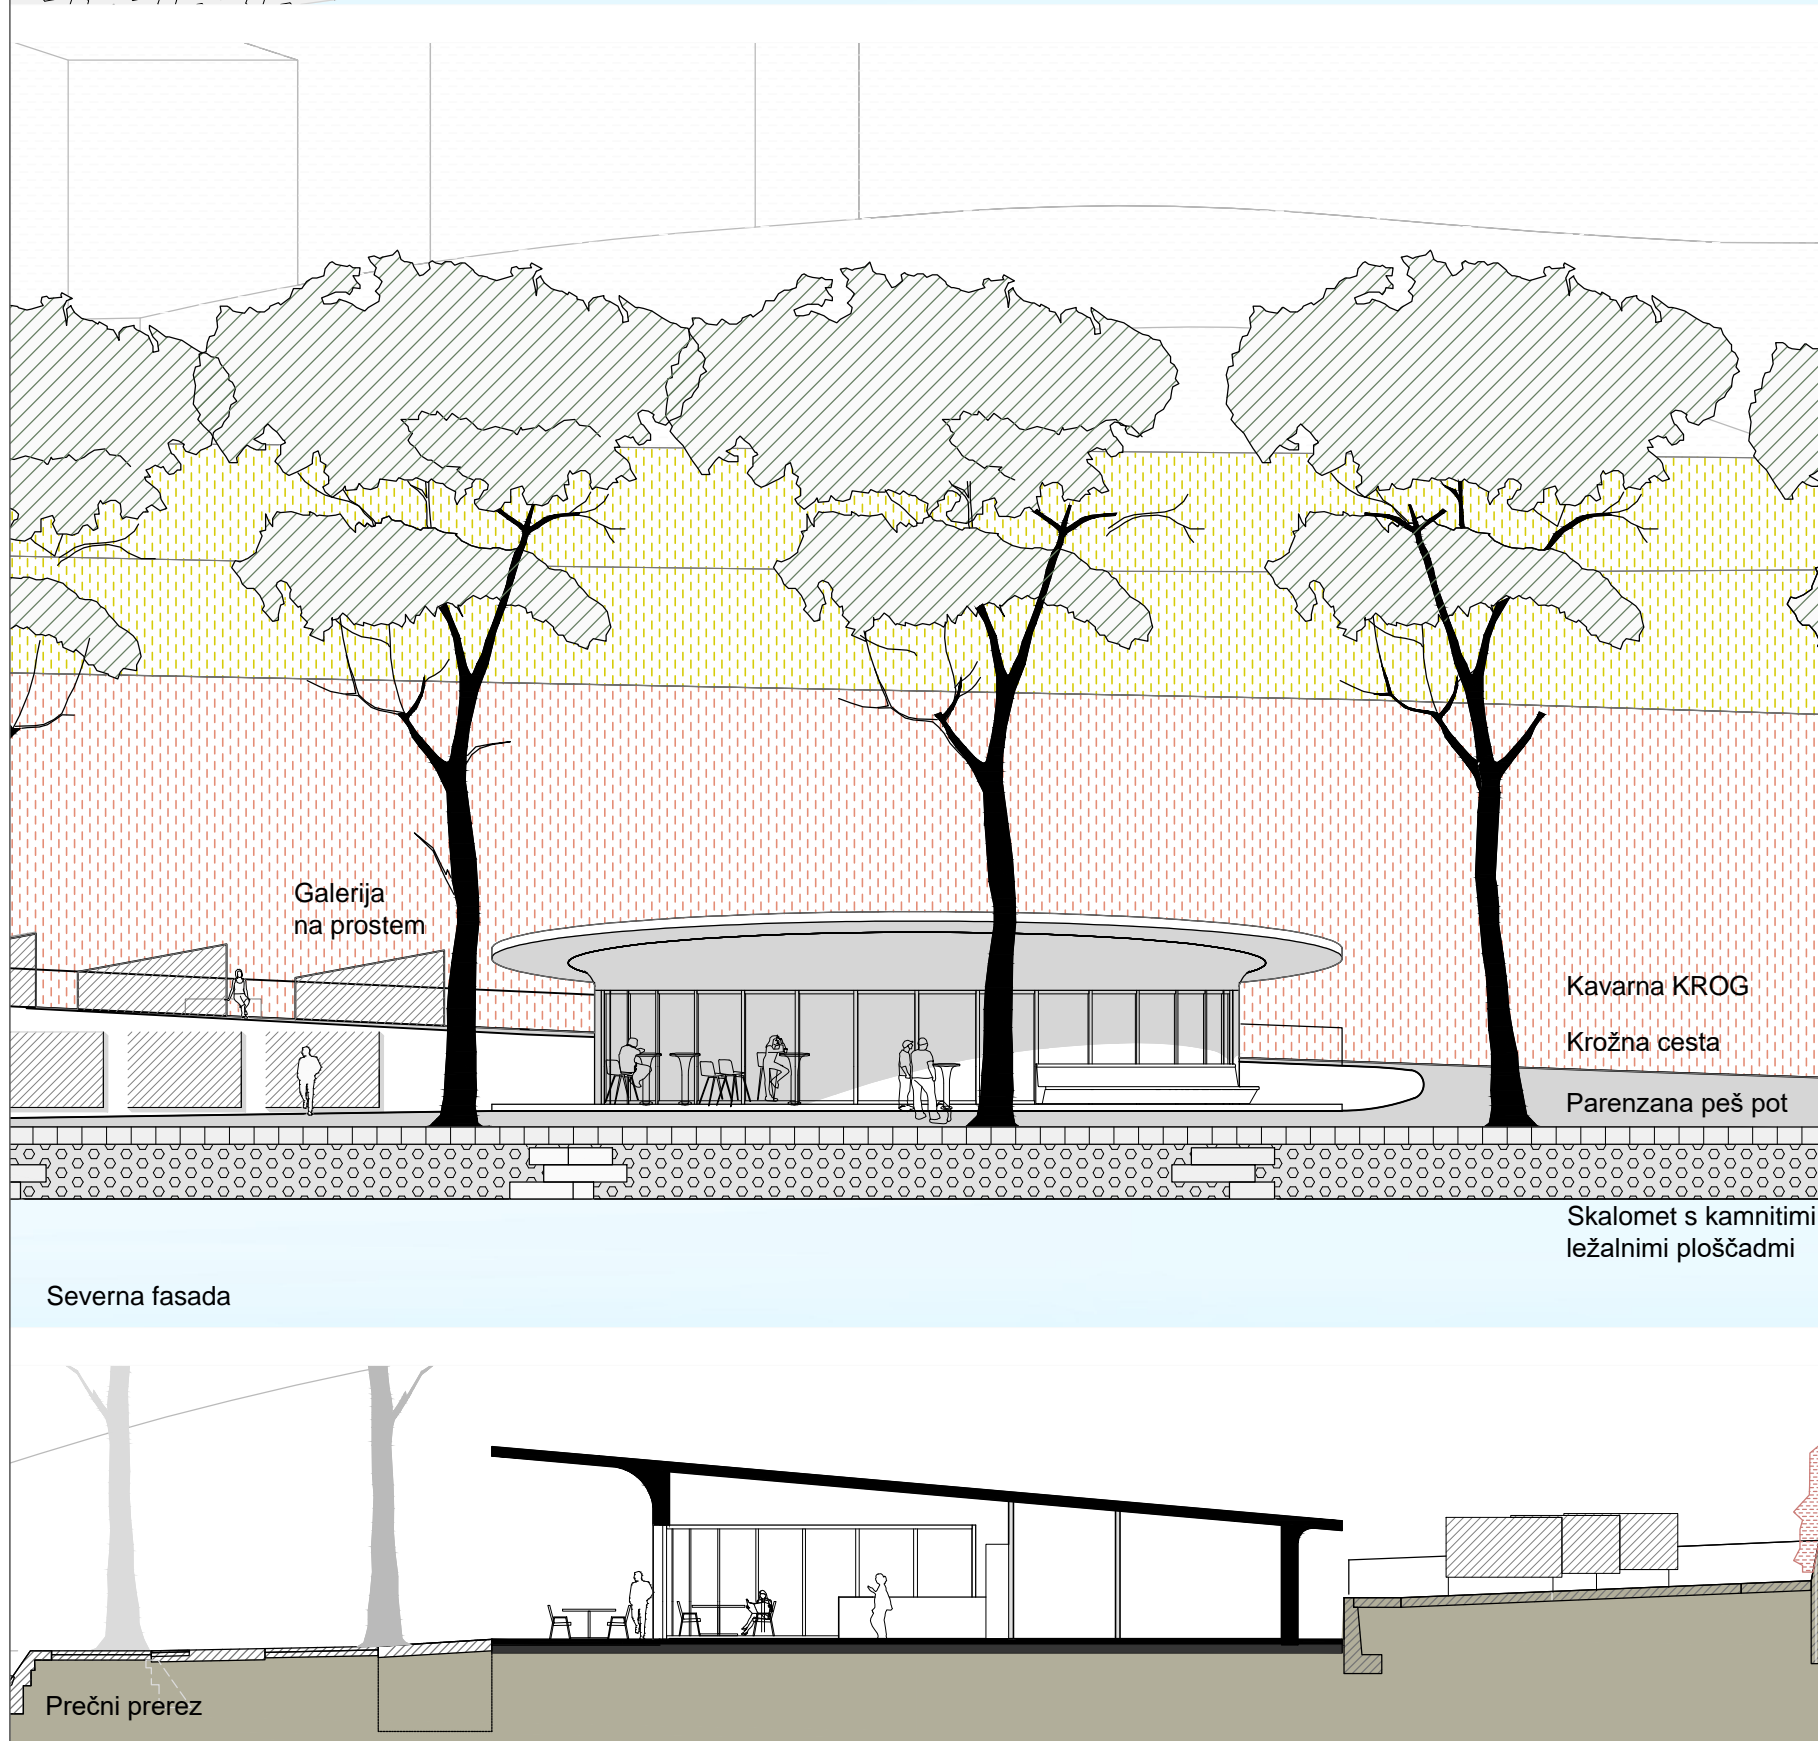 Galerija
na prostem
Kavarna KROG
Krožna cesta
Parenzana peš pot
Skalomet s kamnitimi
ležalnimi ploščadmi
Severna fasada
Prečni prerez